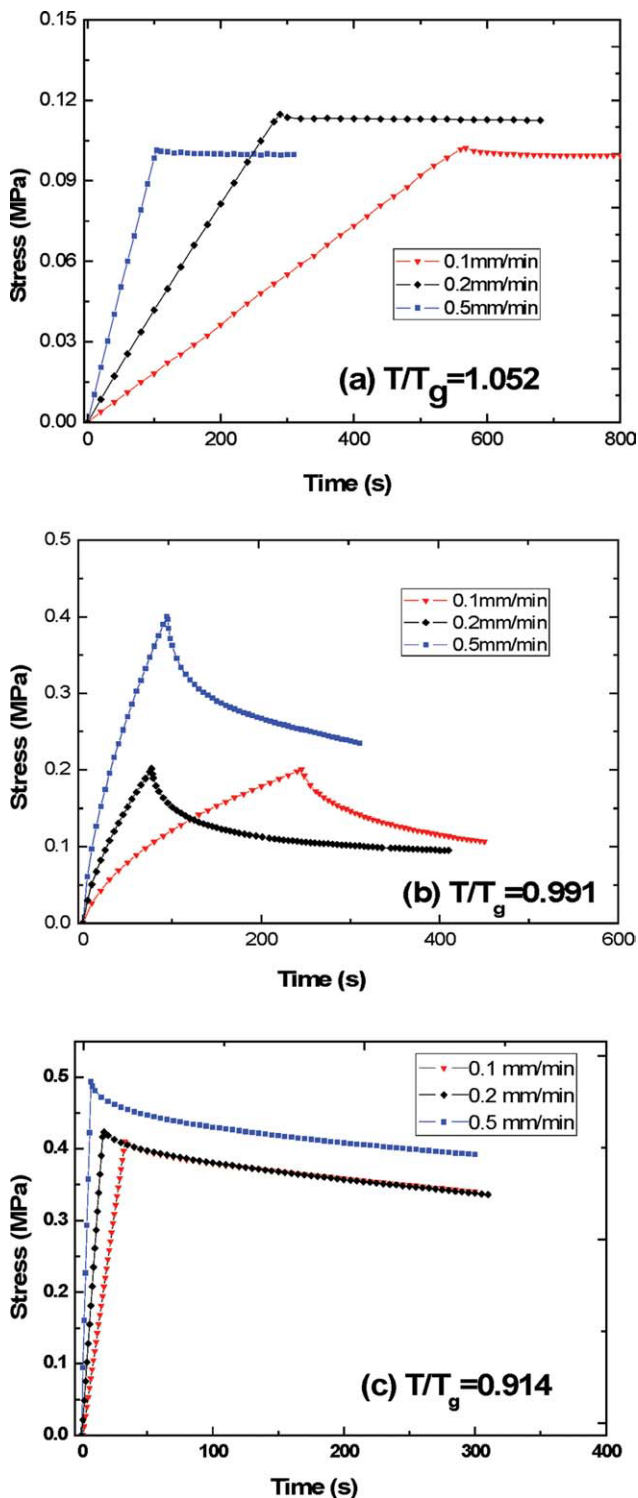 0.15
0.12
0.09
0.06
0.03
0.00
Stress (MPa)
0.1mm/min
0.2mm/min
0.5mm/min
(a) T/Tg=1.052
0 200 400 600 800
Time (s)
0.5
0.4
0.3
0.2
0.1
0.0
Stress (MPa)
0.1mm/min
0.2mm/min
0.5mm/min
(b) T/Tg=0.991
0 200 400 600
Time (s)
0.5
0.4
0.3
0.2
0.1
0.0
Stress (MPa)
0.1 mm/min
0.2 mm/min
0.5 mm/min
(c) T/Tg=0.914
0 100 200 300 400
Time (s)